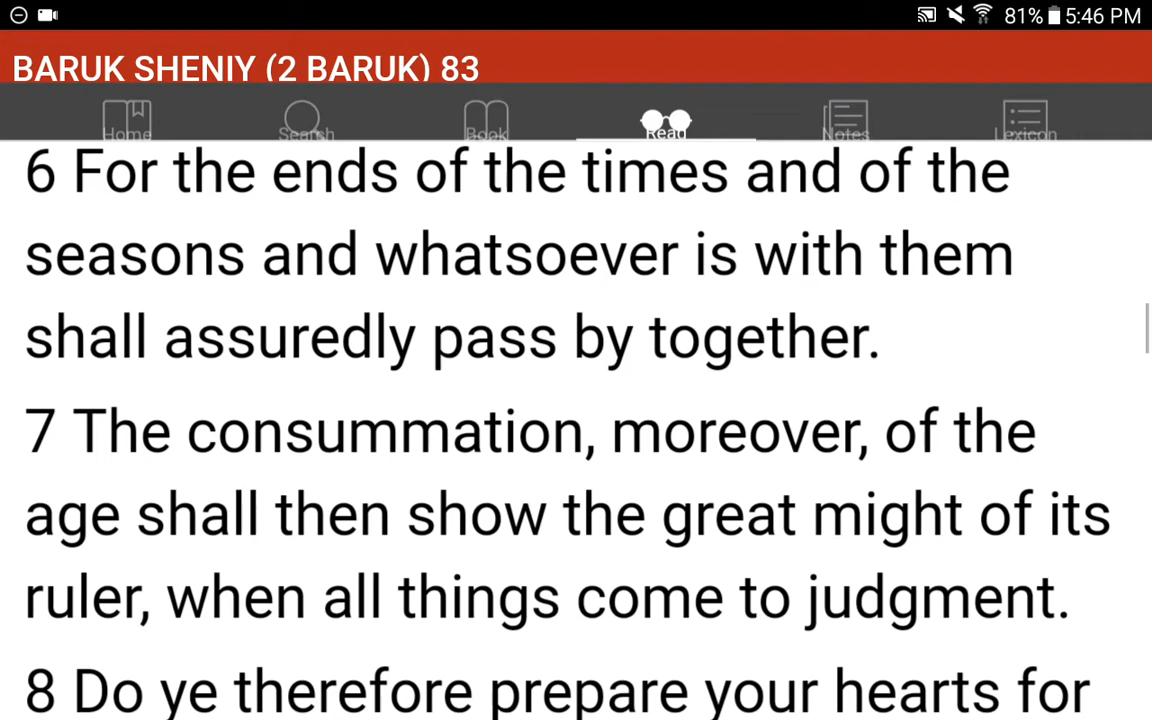 81% 5:46 PM
BARUK SHENIY (2 BARUK) 83
Home Search Book Read Notes Lexicon
6 For the ends of the times and of the
seasons and whatsoever is with them
shall assuredly pass by together.
7 The consummation, moreover, of the
age shall then show the great might of its
ruler, when all things come to judgment.
8 Do ye therefore prepare your hearts for